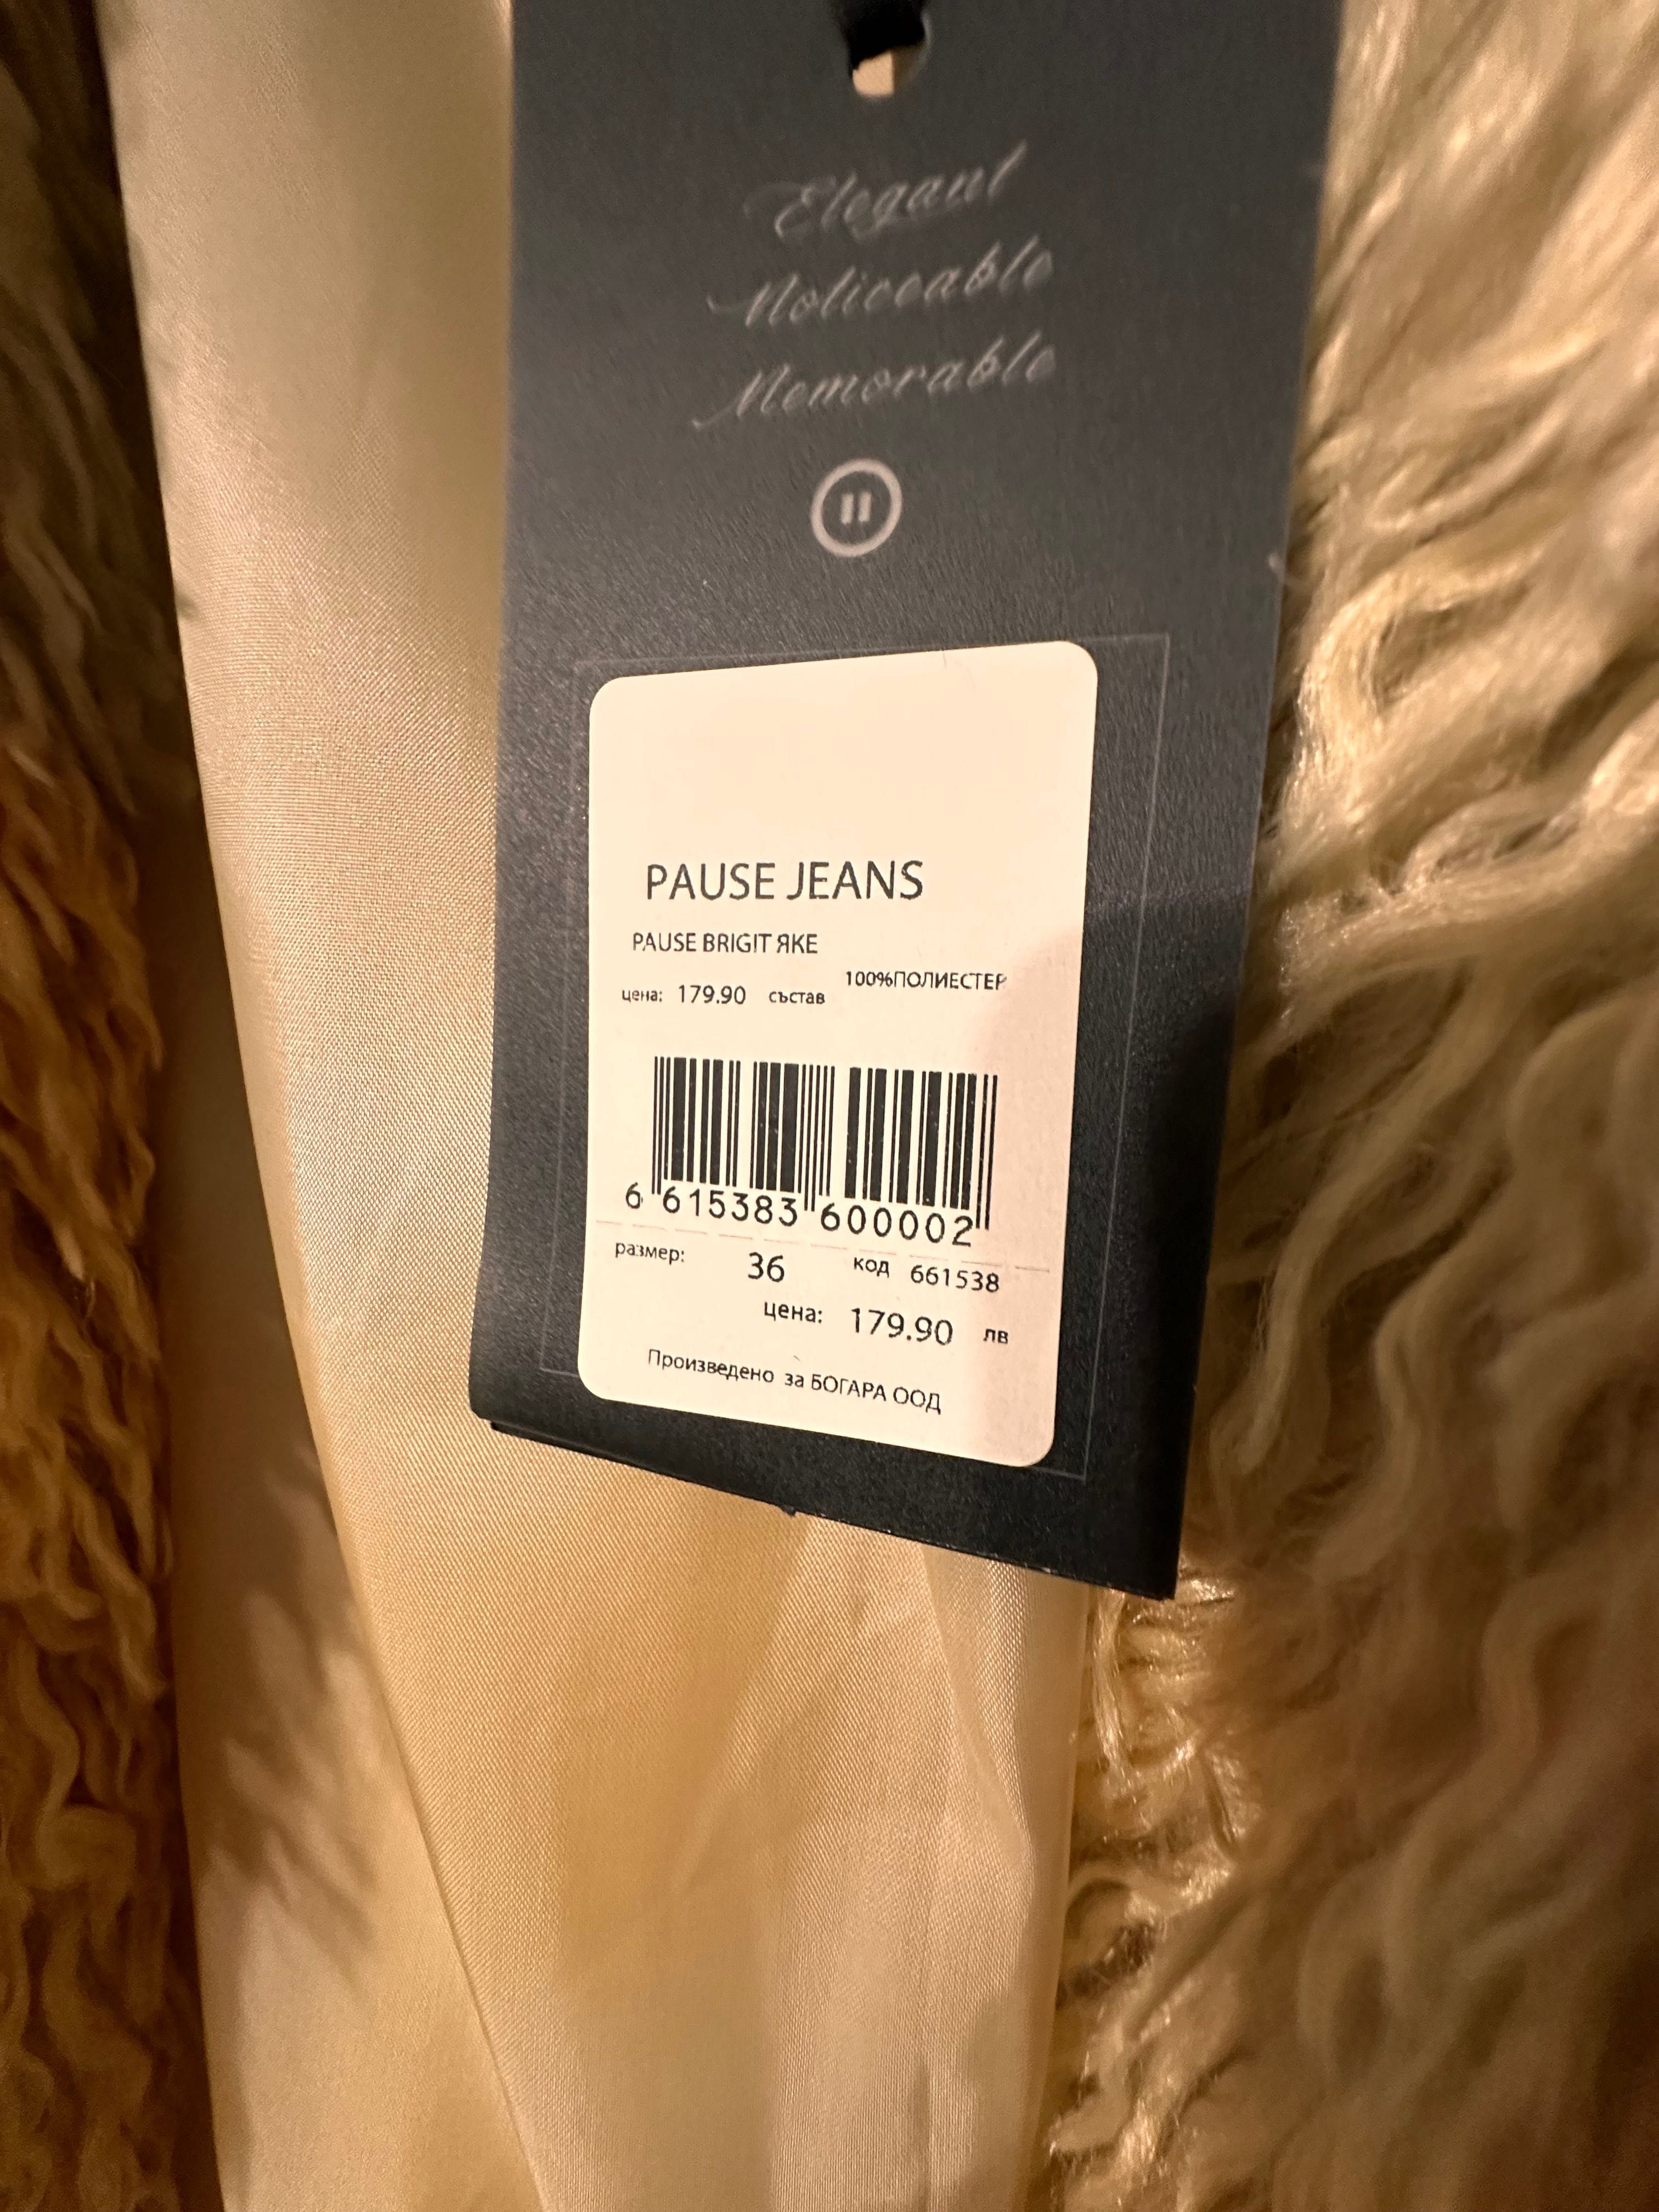 Elegant
Noticeable
Memorable
PAUSE JEANS
PAUSE BRIGIT ЯКЕ
цена: 179.90 състав 100%ПОЛИЕСТЕР
6 615383 600002
размер: 36 код 661538
цена: 179.90 лв
Произведено за БОГАРА ООД